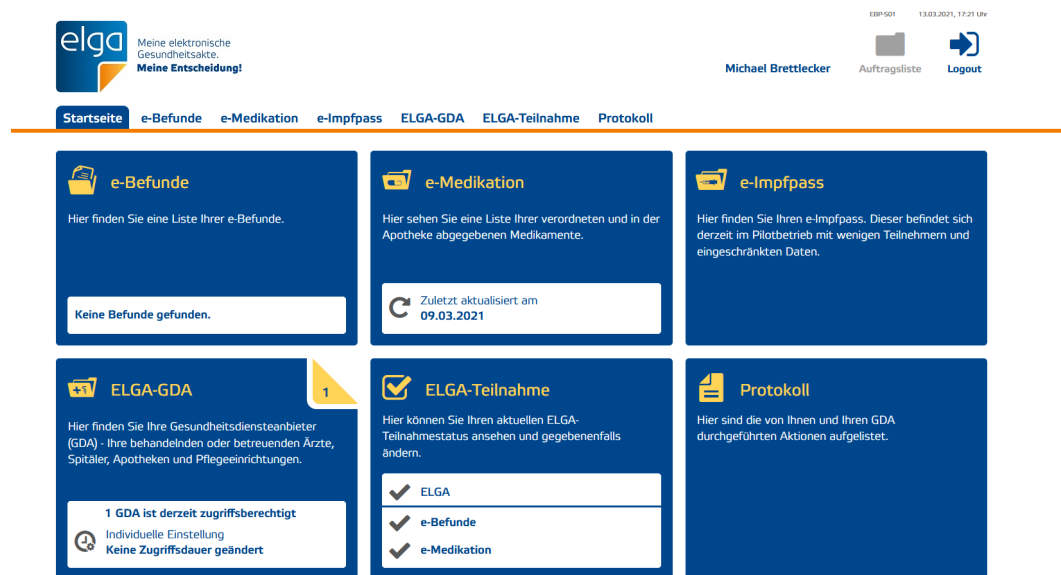 EBP-S01 13.03.2021, 17:21 Uhr
elga
Meine elektronische
Gesundheitsakte.
Meine Entscheidung!
Michael Brettlecker
Auftragsliste
Logout
Startseite e-Befunde e-Medikation e-Impfpass ELGA-GDA ELGA-Teilnahme Protokoll
e-Befunde
Hier finden Sie eine Liste Ihrer e-Befunde.
Keine Befunde gefunden.
e-Medikation
Hier sehen Sie eine Liste Ihrer verordneten und in der
Apotheke abgegebenen Medikamente.
Zuletzt aktualisiert am
09.03.2021
e-Impfpass
Hier finden Sie Ihren e-Impfpass. Dieser befindet sich
derzeit im Pilotbetrieb mit wenigen Teilnehmern und
eingeschränkten Daten.
ELGA-GDA
1
Hier finden Sie Ihre Gesundheitsdiensteanbieter
(GDA) - Ihre behandelnden oder betreuenden Ärzte,
Spitäler, Apotheken und Pflegeeinrichtungen.
1 GDA ist derzeit zugriffsberechtigt
Individuelle Einstellung
Keine Zugriffsdauer geändert
ELGA-Teilnahme
Hier können Sie Ihren aktuellen ELGA-
Teilnahmestatus ansehen und gegebenenfalls
ändern.
ELGA
e-Befunde
e-Medikation
Protokoll
Hier sind die von Ihnen und Ihren GDA
durchgeführten Aktionen aufgelistet.